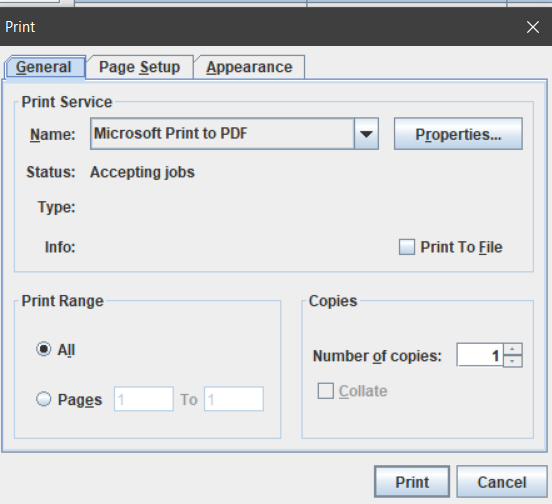 Print
General Page Setup Appearance
Print Service
Name: Microsoft Print to PDF Properties...
Status: Accepting jobs
Type:
Info: Print To File
Print Range
All
Pages 1 To 1
Copies
Number of copies: 1
Collate
Print Cancel